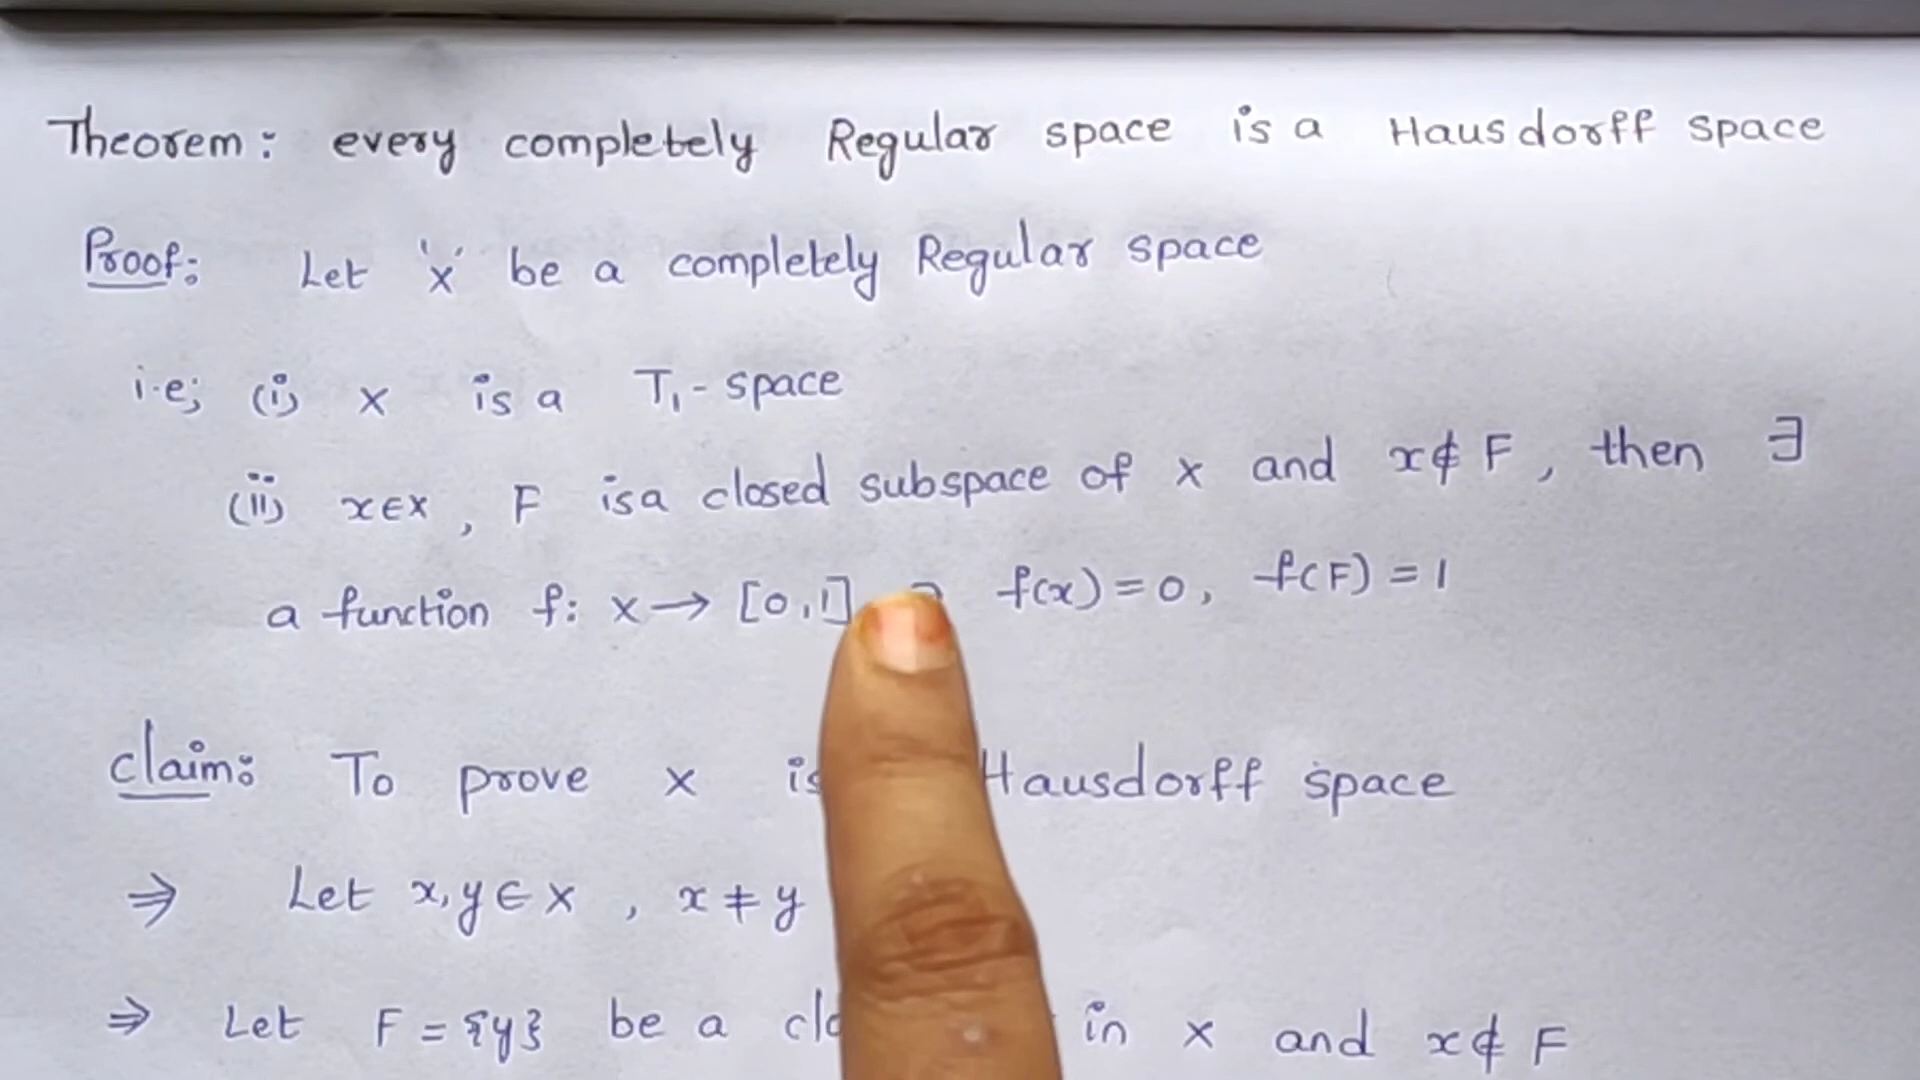 Theorem: every completely Regular space is a Hausdorff space
Proof: Let 'X' be a completely Regular space
i.e; (i) X is a T₁-space
(ii) x∈X, F is a closed subspace of X and x∉F, then ∃
a function f: X→[0,1] f(x)=0, f(F)=1
claim: To prove X is Hausdorff space
⇒ Let x,y∈X, x≠y
⇒ Let F={y} be a in X and x∉F